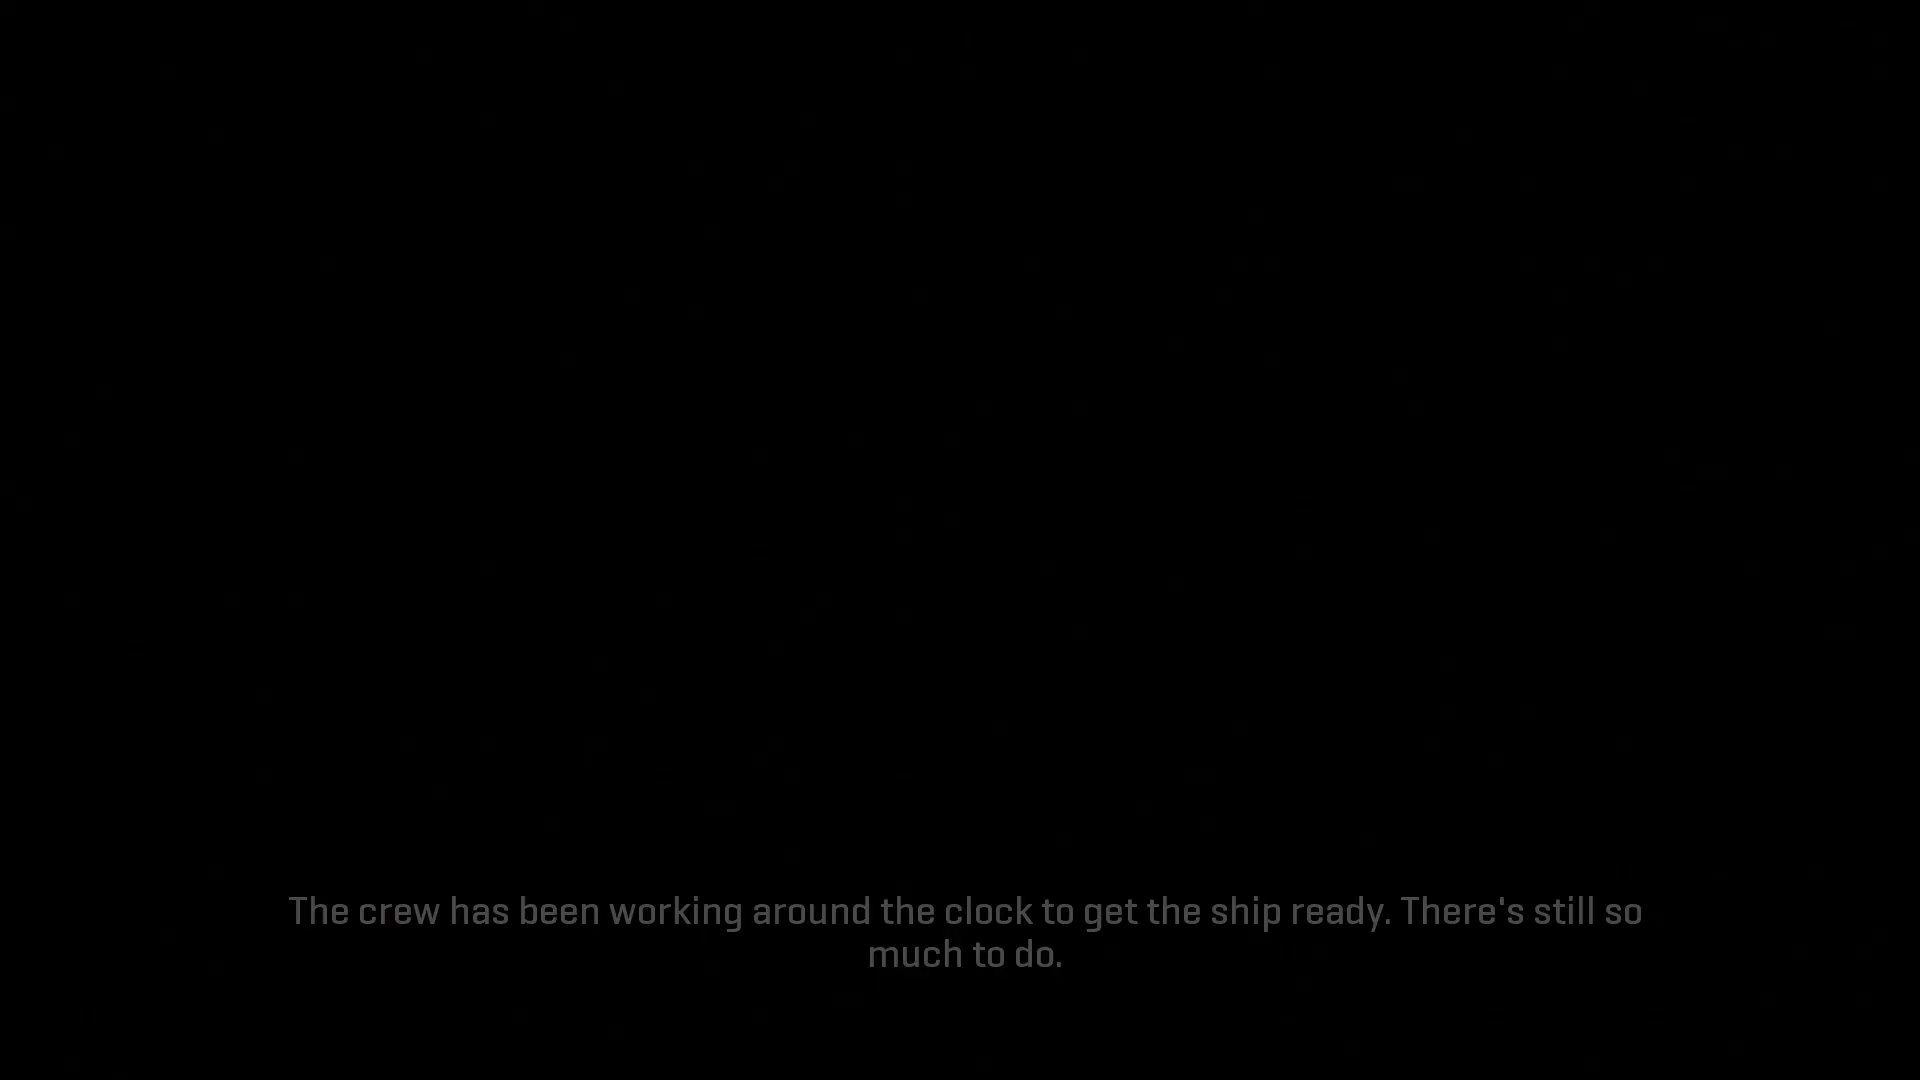 The crew has been working around the clock to get the ship ready. There's still so
much to do.